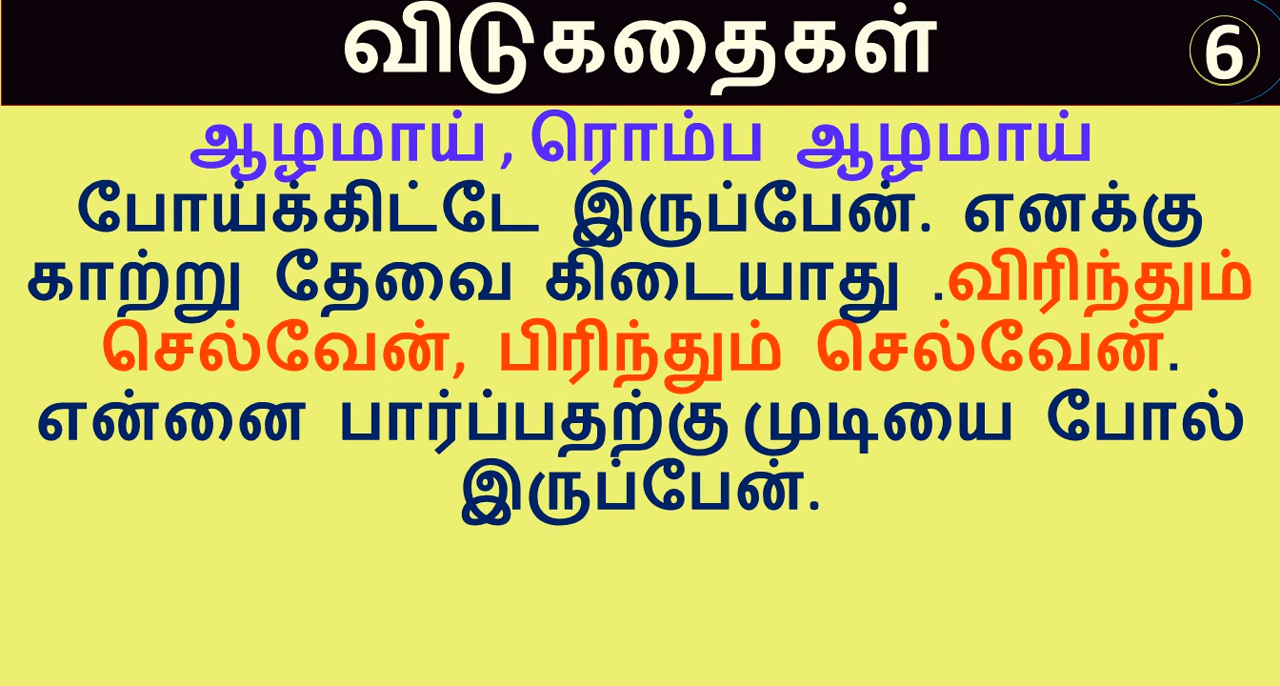 விடுகதைகள்
6
ஆழமாய் , ரொம்ப ஆழமாய்
போய்க்கிட்டே இருப்பேன். எனக்கு
காற்று தேவை கிடையாது .விரிந்தும்
செல்வேன், பிரிந்தும் செல்வேன்.
என்னை பார்ப்பதற்கு முடியை போல்
இருப்பேன்.